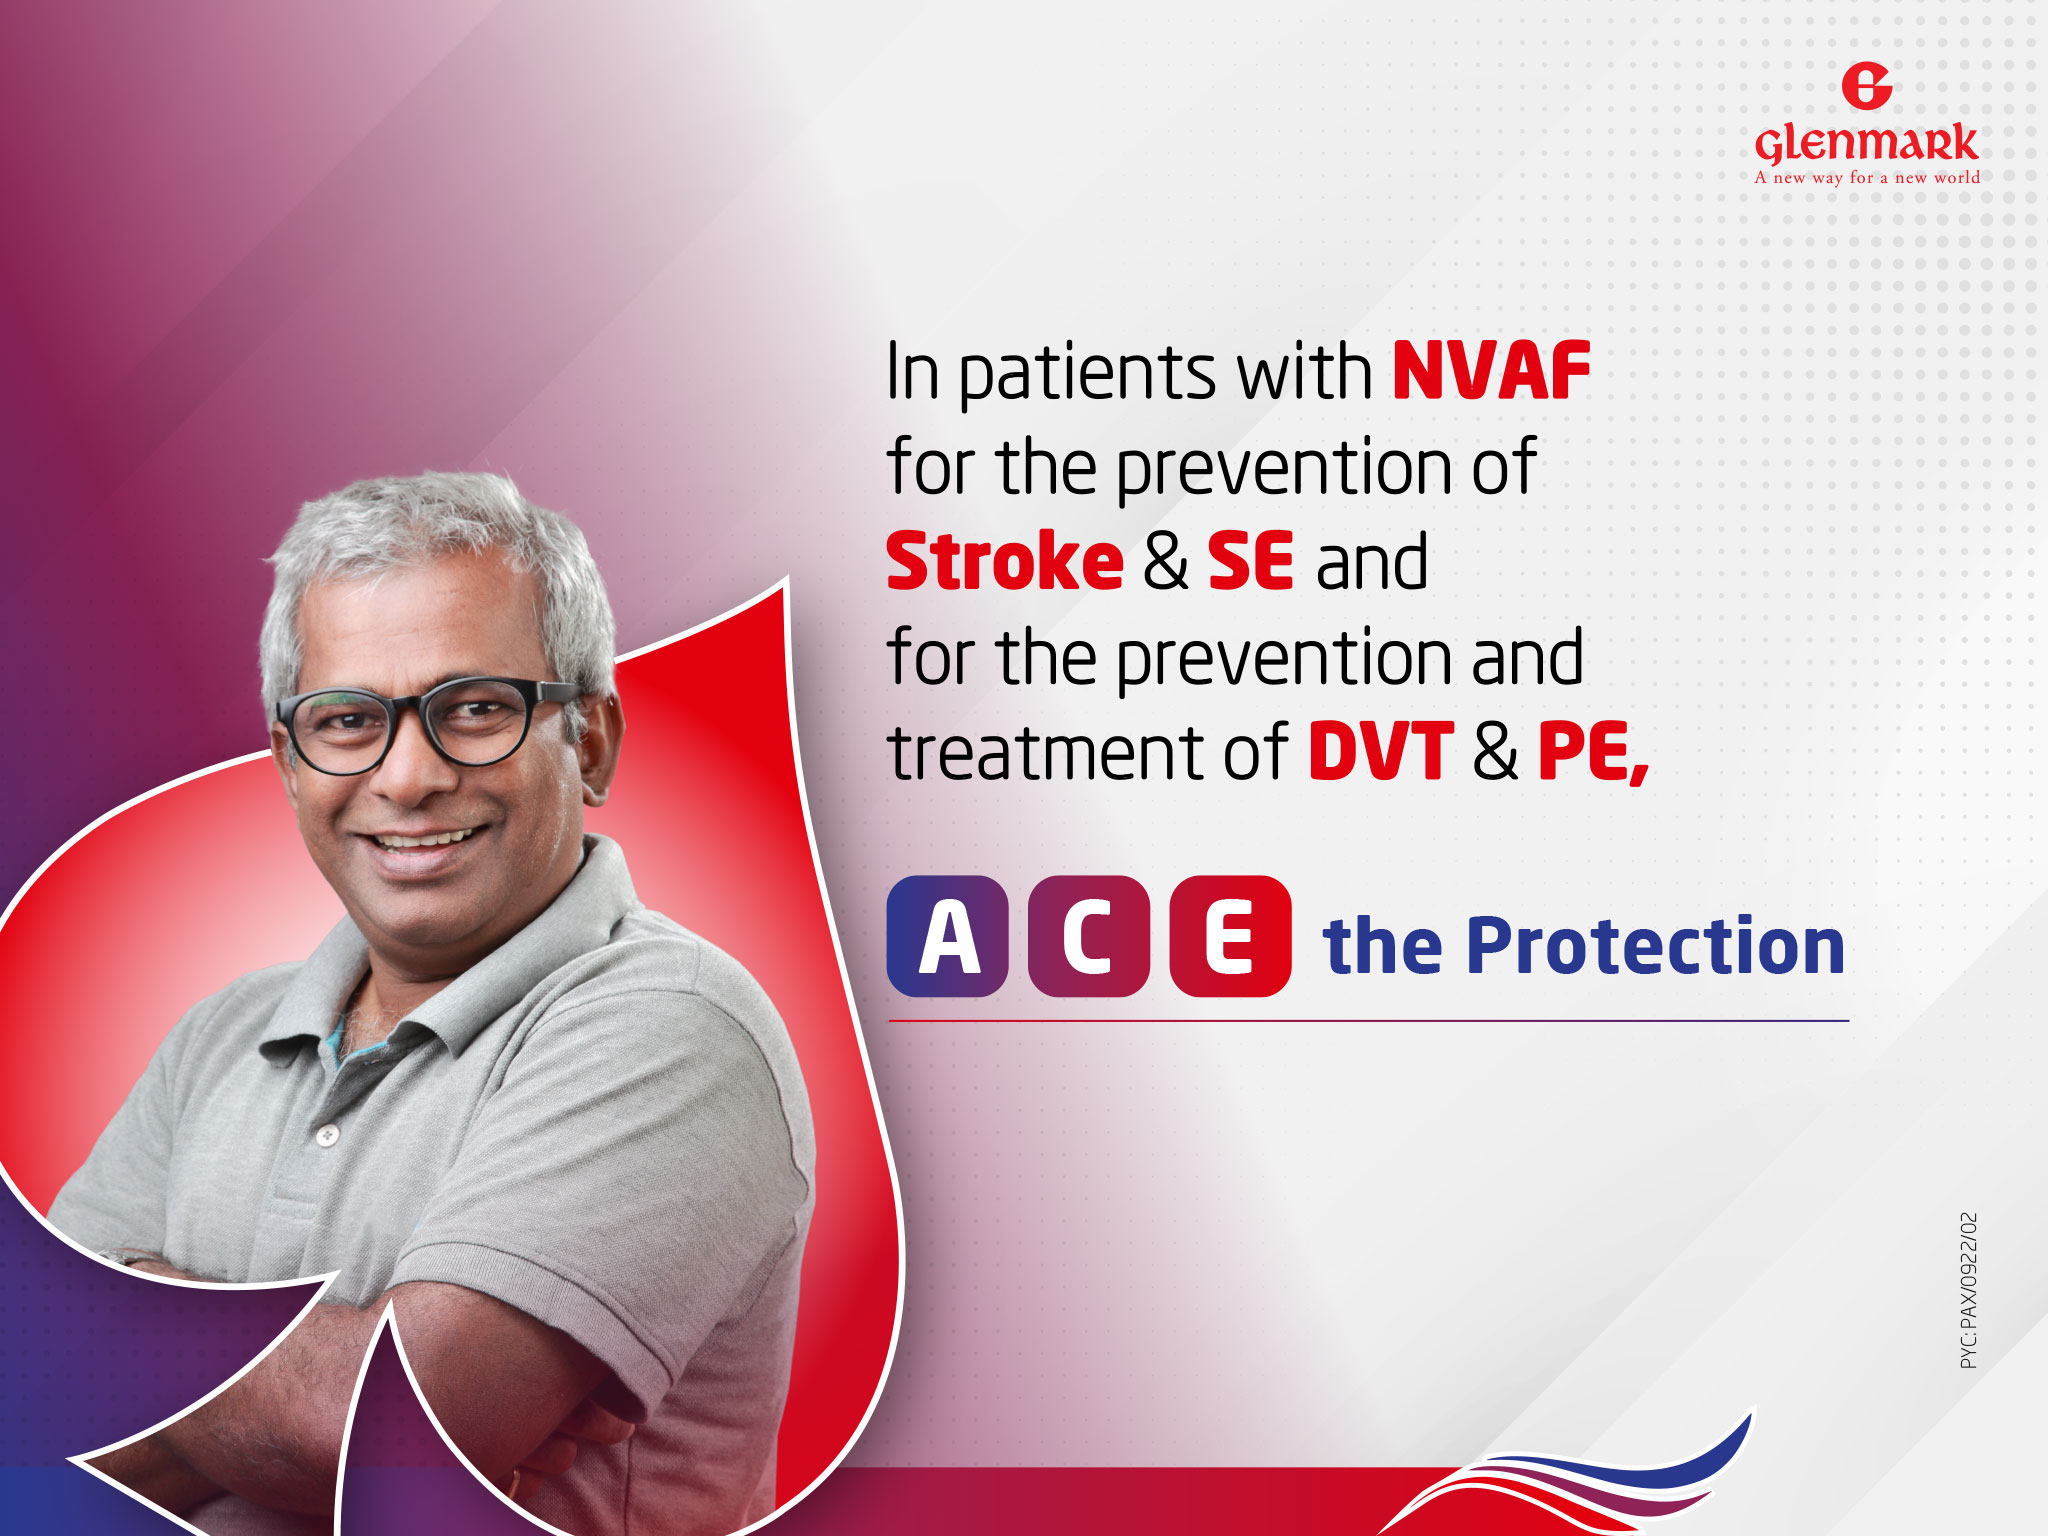 glenmark
A new way for a new world
In patients with NVAF
for the prevention of
Stroke & SE and
for the prevention and
treatment of DVT & PE,
ACE the Protection
PYC:PAX/0922/02